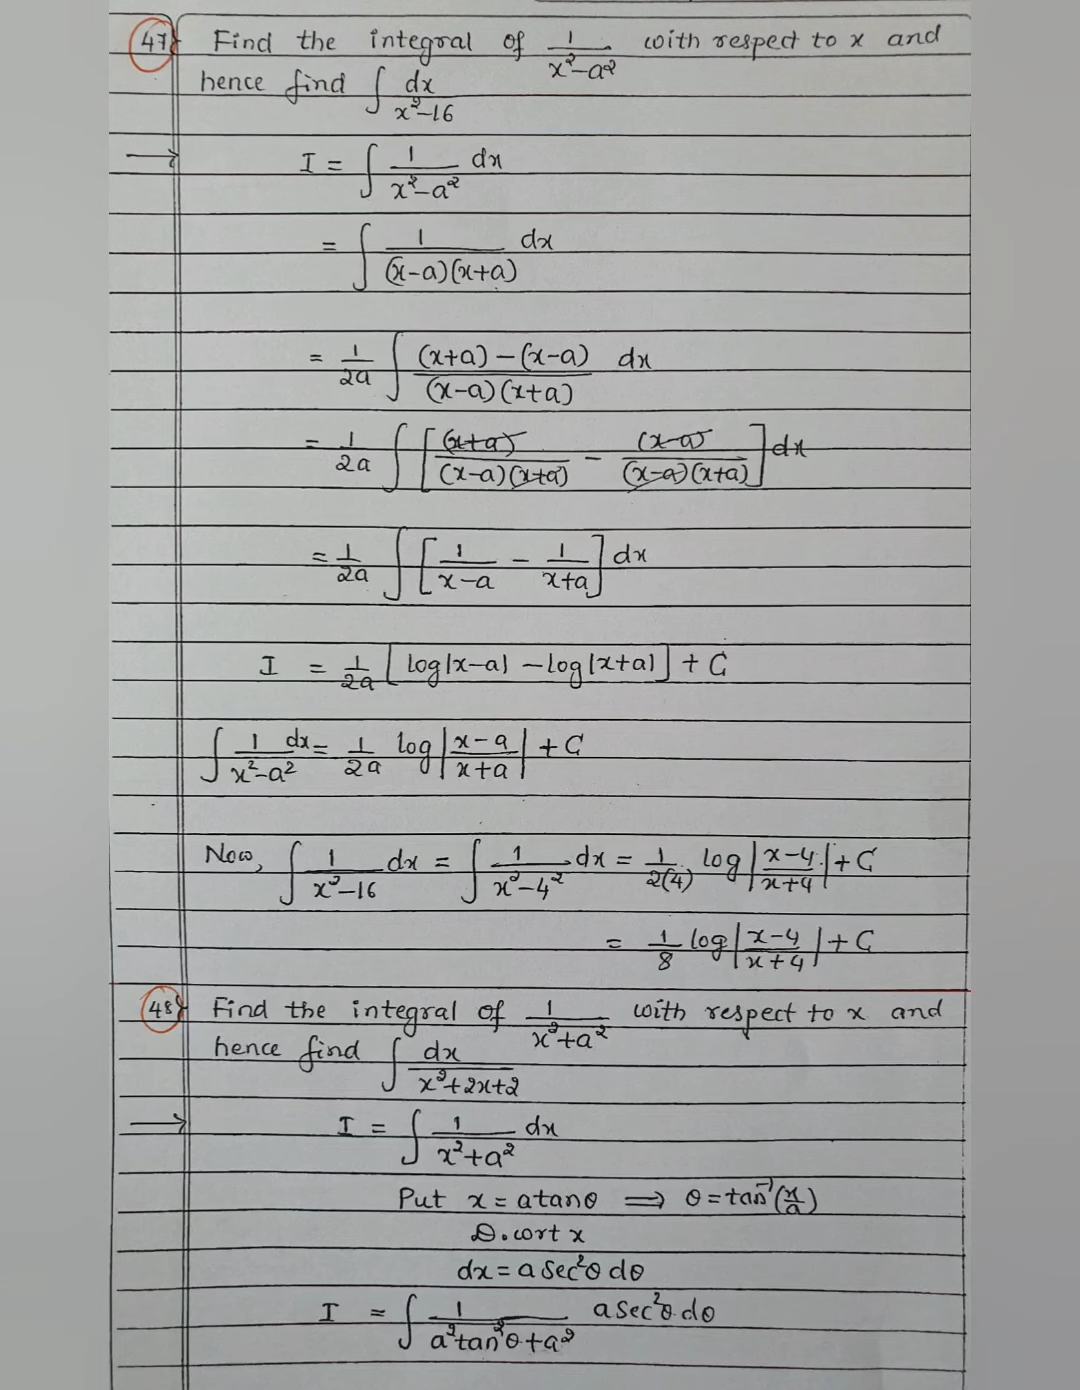 47} Find the integral of 1/(x²-a²) with respect to x and
hence find ∫ dx/(x²-16)
→ I = ∫ 1/(x²-a²) dx
= ∫ 1/((x-a)(x+a)) dx
= 1/2a ∫ ((x+a)-(x-a))/((x-a)(x+a)) dx
= 1/2a ∫ [(x+a)/((x-a)(x+a)) - (x-a)/((x-a)(x+a))] dx
= 1/2a ∫ [1/(x-a) - 1/(x+a)] dx
I = 1/2a [log|x-a| - log|x+a|] + C
∫ 1/(x²-a²) dx = 1/2a log|(x-a)/(x+a)| + C
Now, ∫ 1/(x²-16) dx = ∫ 1/(x²-4²) dx = 1/2(4) log|(x-4)/(x+4)| + C
= 1/8 log|(x-4)/(x+4)| + C
48} Find the integral of 1/(x²+a²) with respect to x and
hence find ∫ dx/(x²+2x+2)
→ I = ∫ 1/(x²+a²) dx
Put x = a tanθ ⟹ θ = tan⁻¹(x/a)
D.wrt x
dx = a sec²θ dθ
I = ∫ 1/(a²tan²θ+a²) a sec²θ.dθ